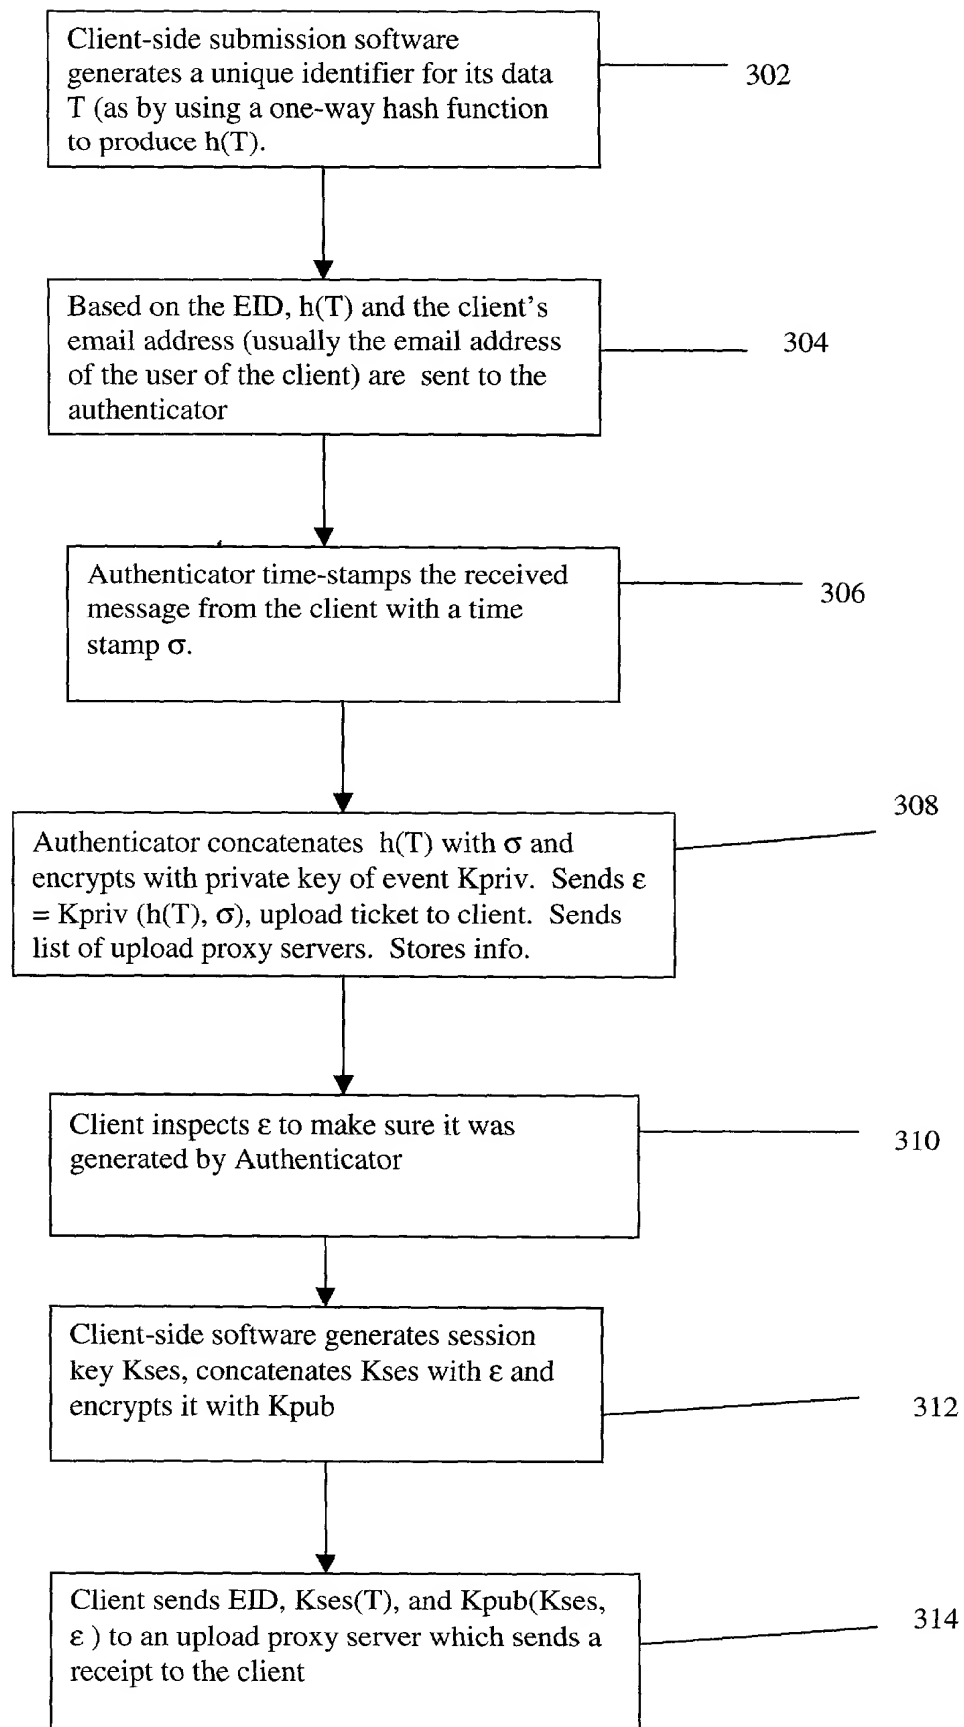 Client-side submission software
generates a unique identifier for its data
T (as by using a one-way hash function
to produce h(T).
302
Based on the EID, h(T) and the client's
email address (usually the email address
of the user of the client) are sent to the
authenticator
304
Authenticator time-stamps the received
message from the client with a time
stamp σ.
306
308
Authenticator concatenates h(T) with σ and
encrypts with private key of event Kpriv. Sends ε
= Kpriv (h(T), σ), upload ticket to client. Sends
list of upload proxy servers. Stores info.
Client inspects ε to make sure it was
generated by Authenticator
310
Client-side software generates session
key Kses, concatenates Kses with ε and
encrypts it with Kpub
312
Client sends EID, Kses(T), and Kpub(Kses,
ε ) to an upload proxy server which sends a
receipt to the client
314